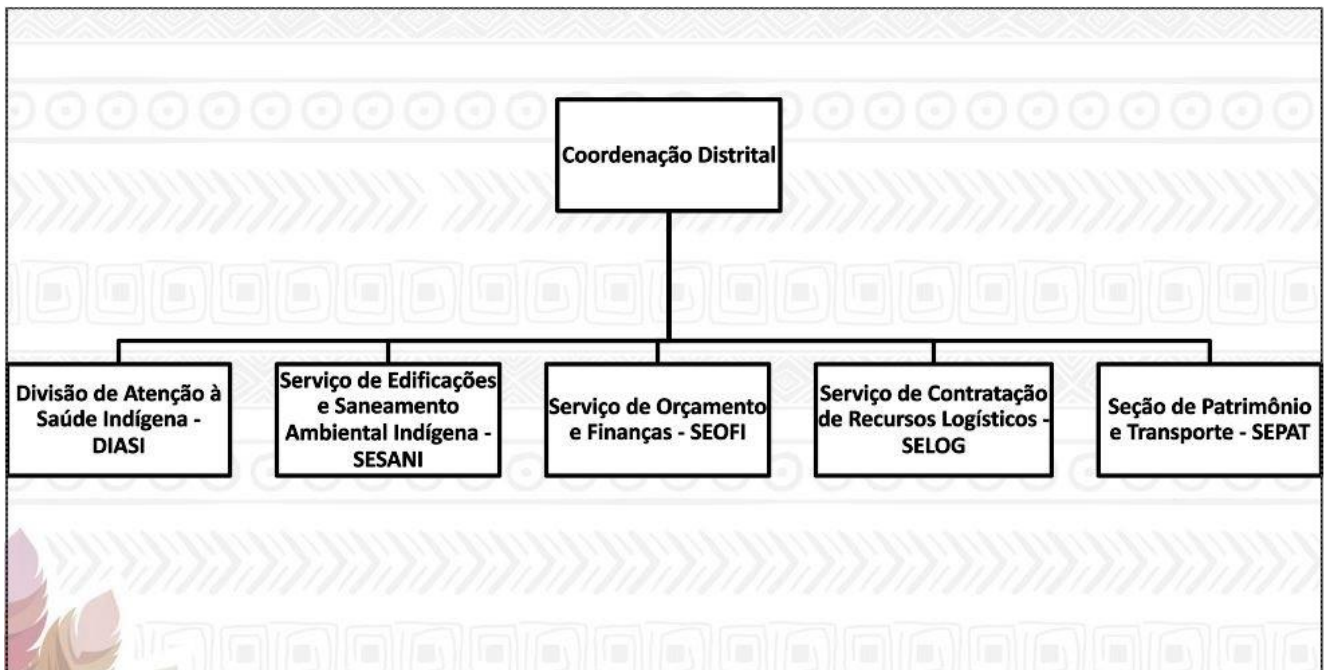 Coordenação Distrital
Divisão de Atenção à
Saúde Indígena -
DIASI
Serviço de Edificações
e Saneamento
Ambiental Indígena -
SESANI
Serviço de Orçamento
e Finanças - SEOFI
Serviço de Contratação
de Recursos Logísticos -
SELOG
Seção de Patrimônio
e Transporte - SEPAT